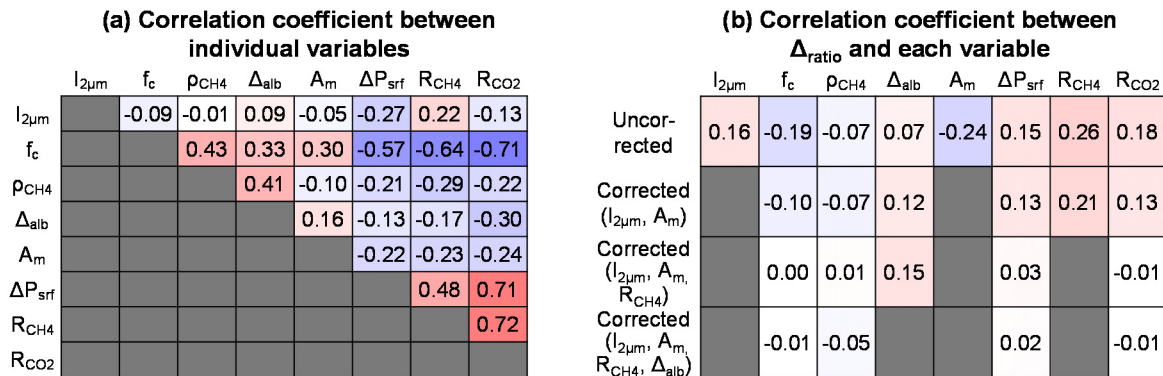 (a) Correlation coefficient between
individual variables
I2μm fc ρCH4 Δalb Am ΔPsrf RCH4 RCO2
I2μm -0.09 -0.01 0.09 -0.05 -0.27 0.22 -0.13
fc 0.43 0.33 0.30 -0.57 -0.64 -0.71
ρCH4 0.41 -0.10 -0.21 -0.29 -0.22
Δalb 0.16 -0.13 -0.17 -0.30
Am -0.22 -0.23 -0.24
ΔPsrf 0.48 0.71
RCH4 0.72
RCO2
(b) Correlation coefficient between
Δratio and each variable
I2μm fc ρCH4 Δalb Am ΔPsrf RCH4 RCO2
Uncor-
rected
0.16 -0.19 -0.07 0.07 -0.24 0.15 0.26 0.18
Corrected
(I2μm, Am)
-0.10 -0.07 0.12 0.13 0.21 0.13
Corrected
(I2μm, Am,
RCH4)
0.00 0.01 0.15 0.03 -0.01
Corrected
(I2μm, Am,
RCH4, Δalb)
-0.01 -0.05 0.02 -0.01